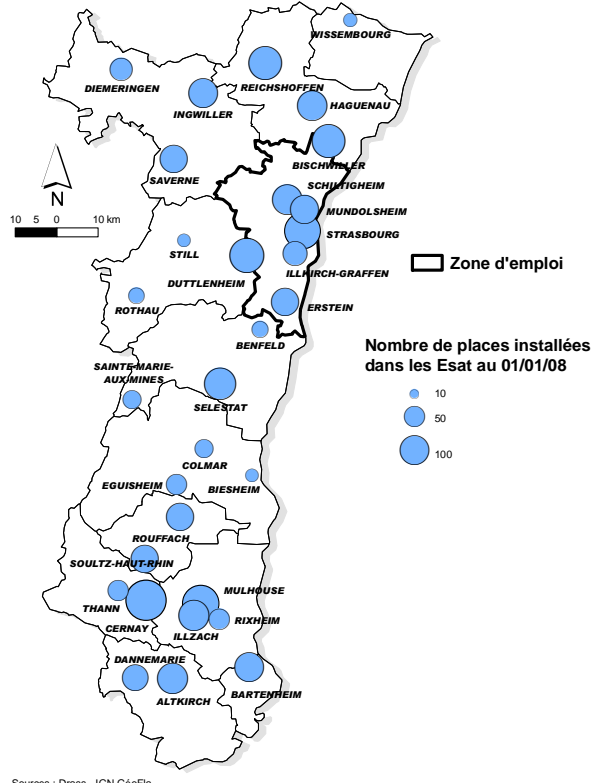 WISSEMBOURG
DIEMERINGEN
REICHSHOFFEN
INGWILLER
HAGUENAU
BISCHWILLER
SAVERNE
SCHILTIGHEIM
N
MUNDOLSHEIM
10 5 0 10 km
STRASBOURG
STILL
Zone d'emploi
ILLKIRCH-GRAFFEN
DUTTLENHEIM
ROTHAU
ERSTEIN
BENFELD
Nombre de places installées
dans les Esat au 01/01/08
10
50
100
SAINTE-MARIE-
AUX-MINES
SELESTAT
COLMAR
EGUISHEIM
BIESHEIM
ROUFFACH
SOULTZ-HAUT-RHIN
MULHOUSE
THANN
RIXHEIM
CERNAY
ILLZACH
DANNEMARIE
BARTENHEIM
ALTKIRCH